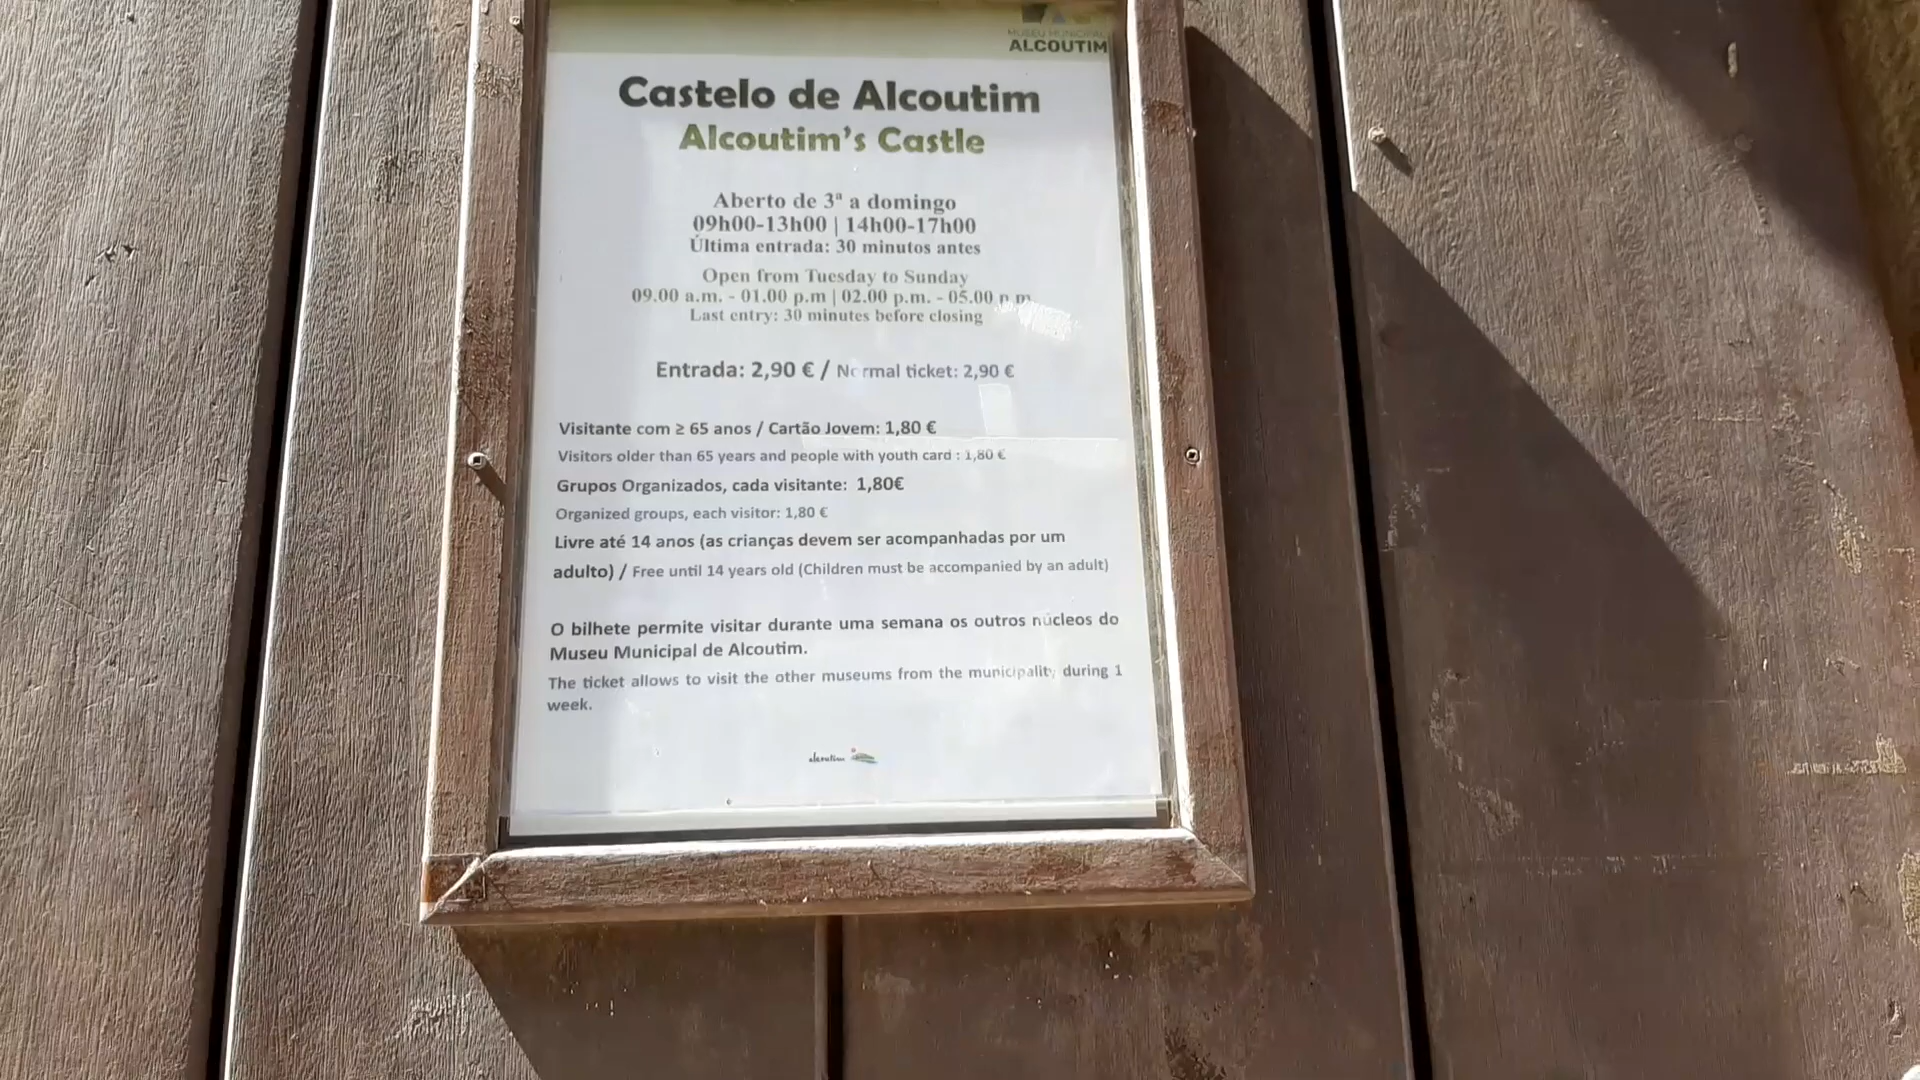 MUSEU MUNICIPAL
ALCOUTIM
Castelo de Alcoutim
Alcoutim's Castle
Aberto de 3ª a domingo
09h00-13h00 | 14h00-17h00
Última entrada: 30 minutos antes
Open from Tuesday to Sunday
09.00 a.m. - 01.00 p.m | 02.00 p.m. - 05.00 p.m
Last entry: 30 minutes before closing
Entrada: 2,90 € / Normal ticket: 2,90 €
Visitante com ≥ 65 anos / Cartão Jovem: 1,80 €
Visitors older than 65 years and people with youth card : 1,80 €
Grupos Organizados, cada visitante: 1,80€
Organized groups, each visitor: 1,80 €
Livre até 14 anos (as crianças devem ser acompanhadas por um
adulto) / Free until 14 years old (Children must be accompanied by an adult)
O bilhete permite visitar durante uma semana os outros núcleos do
Museu Municipal de Alcoutim.
The ticket allows to visit the other museums from the municipality during 1
week.
alcoutim